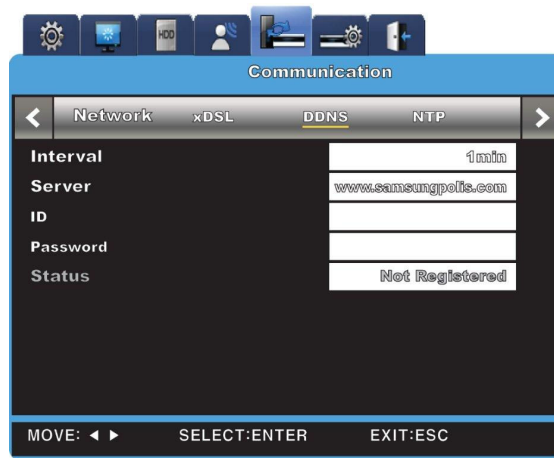 HDD
Communication
Network xDSL DDNS NTP
Interval 1min
Server www.samsungpolis.com
ID
Password
Status Not Registered
MOVE: ◄ ► SELECT:ENTER EXIT:ESC